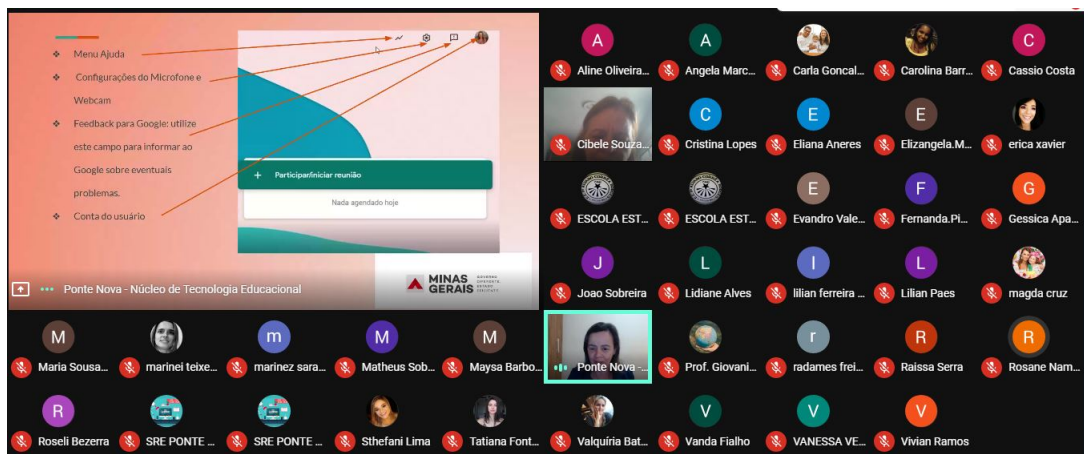 Menu Ajuda
Configurações do Microfone e
Webcam
Feedback para Google: utilize
este campo para informar ao
Google sobre eventuais
problemas.
Conta do usuário
+ Participar/iniciar reunião
Nada agendado hoje
MINAS
GERAIS
Ponte Nova - Núcleo de Tecnologia Educacional
A
A
C
Aline Oliveira...
Angela Marc...
Carla Goncal...
Carolina Barr...
Cassio Costa
C
E
E
Cibele Souza...
Cristina Lopes
Eliana Aneres
Elizangela.M...
erica xavier
E
F
G
ESCOLA EST...
ESCOLA EST...
Evandro Vale...
Fernanda.Pi...
Gessica Apa...
J
L
l
L
Joao Sobreira
Lidiane Alves
lilian ferreira ...
Lilian Paes
magda cruz
M
m
M
M
r
R
R
Maria Sousa...
marinei teixe...
marinez sara...
Matheus Sob...
Maysa Barbo...
Ponte Nova -...
Prof. Giovani...
radames frei...
Raissa Serra
Rosane Nam...
R
V
V
V
Roseli Bezerra
SRE PONTE ...
SRE PONTE ...
Sthefani Lima
Tatiana Font...
Valquíria Bat...
Vanda Fialho
VANESSA VE...
Vivian Ramos